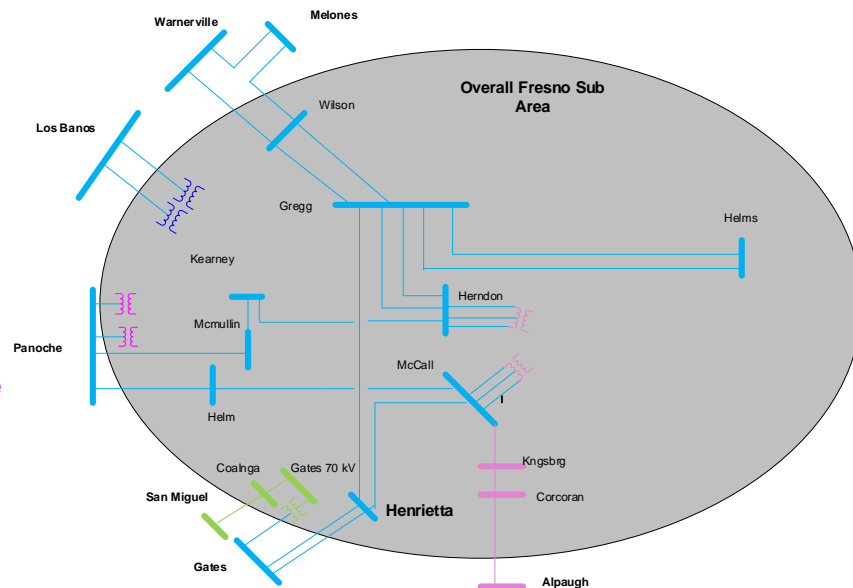 Melones
Warnerville
Overall Fresno Sub
Area
Wilson
Los Banos
Gregg
Helms
Kearney
Herndon
Mcmullin
Panoche
McCall
Helm
Kngsbrg
Coalnga
Gates 70 kV
San Miguel
Corcoran
Henrietta
Gates
Alpaugh